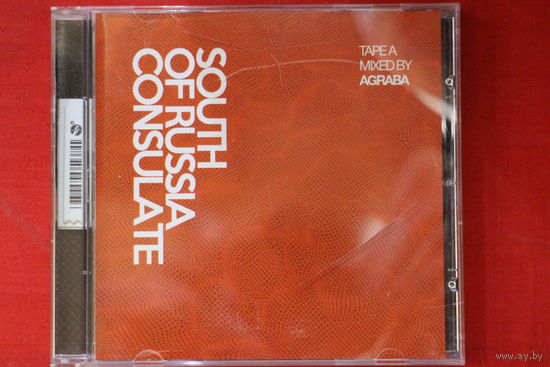 SOUTH
OF RUSSIA
CONSULATE
TAPE A
MIXED BY
AGRABA
www.ay.by